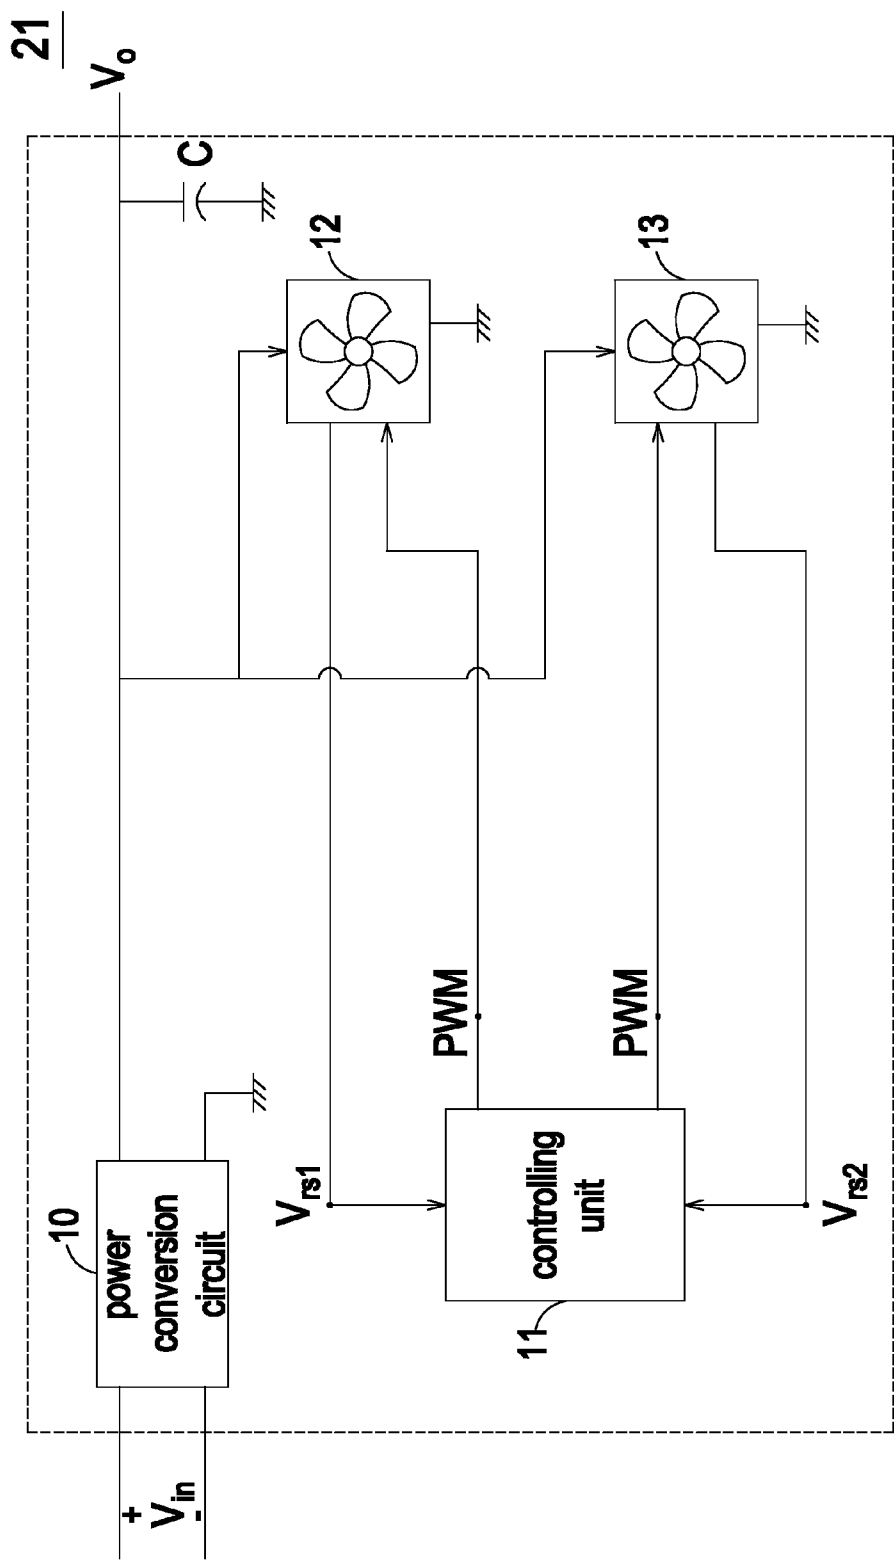 21
Vo
C
12
13
10
power
conversion
circuit
+
Vin
-
Vrs1
PWM
PWM
controlling
unit
11
Vrs2